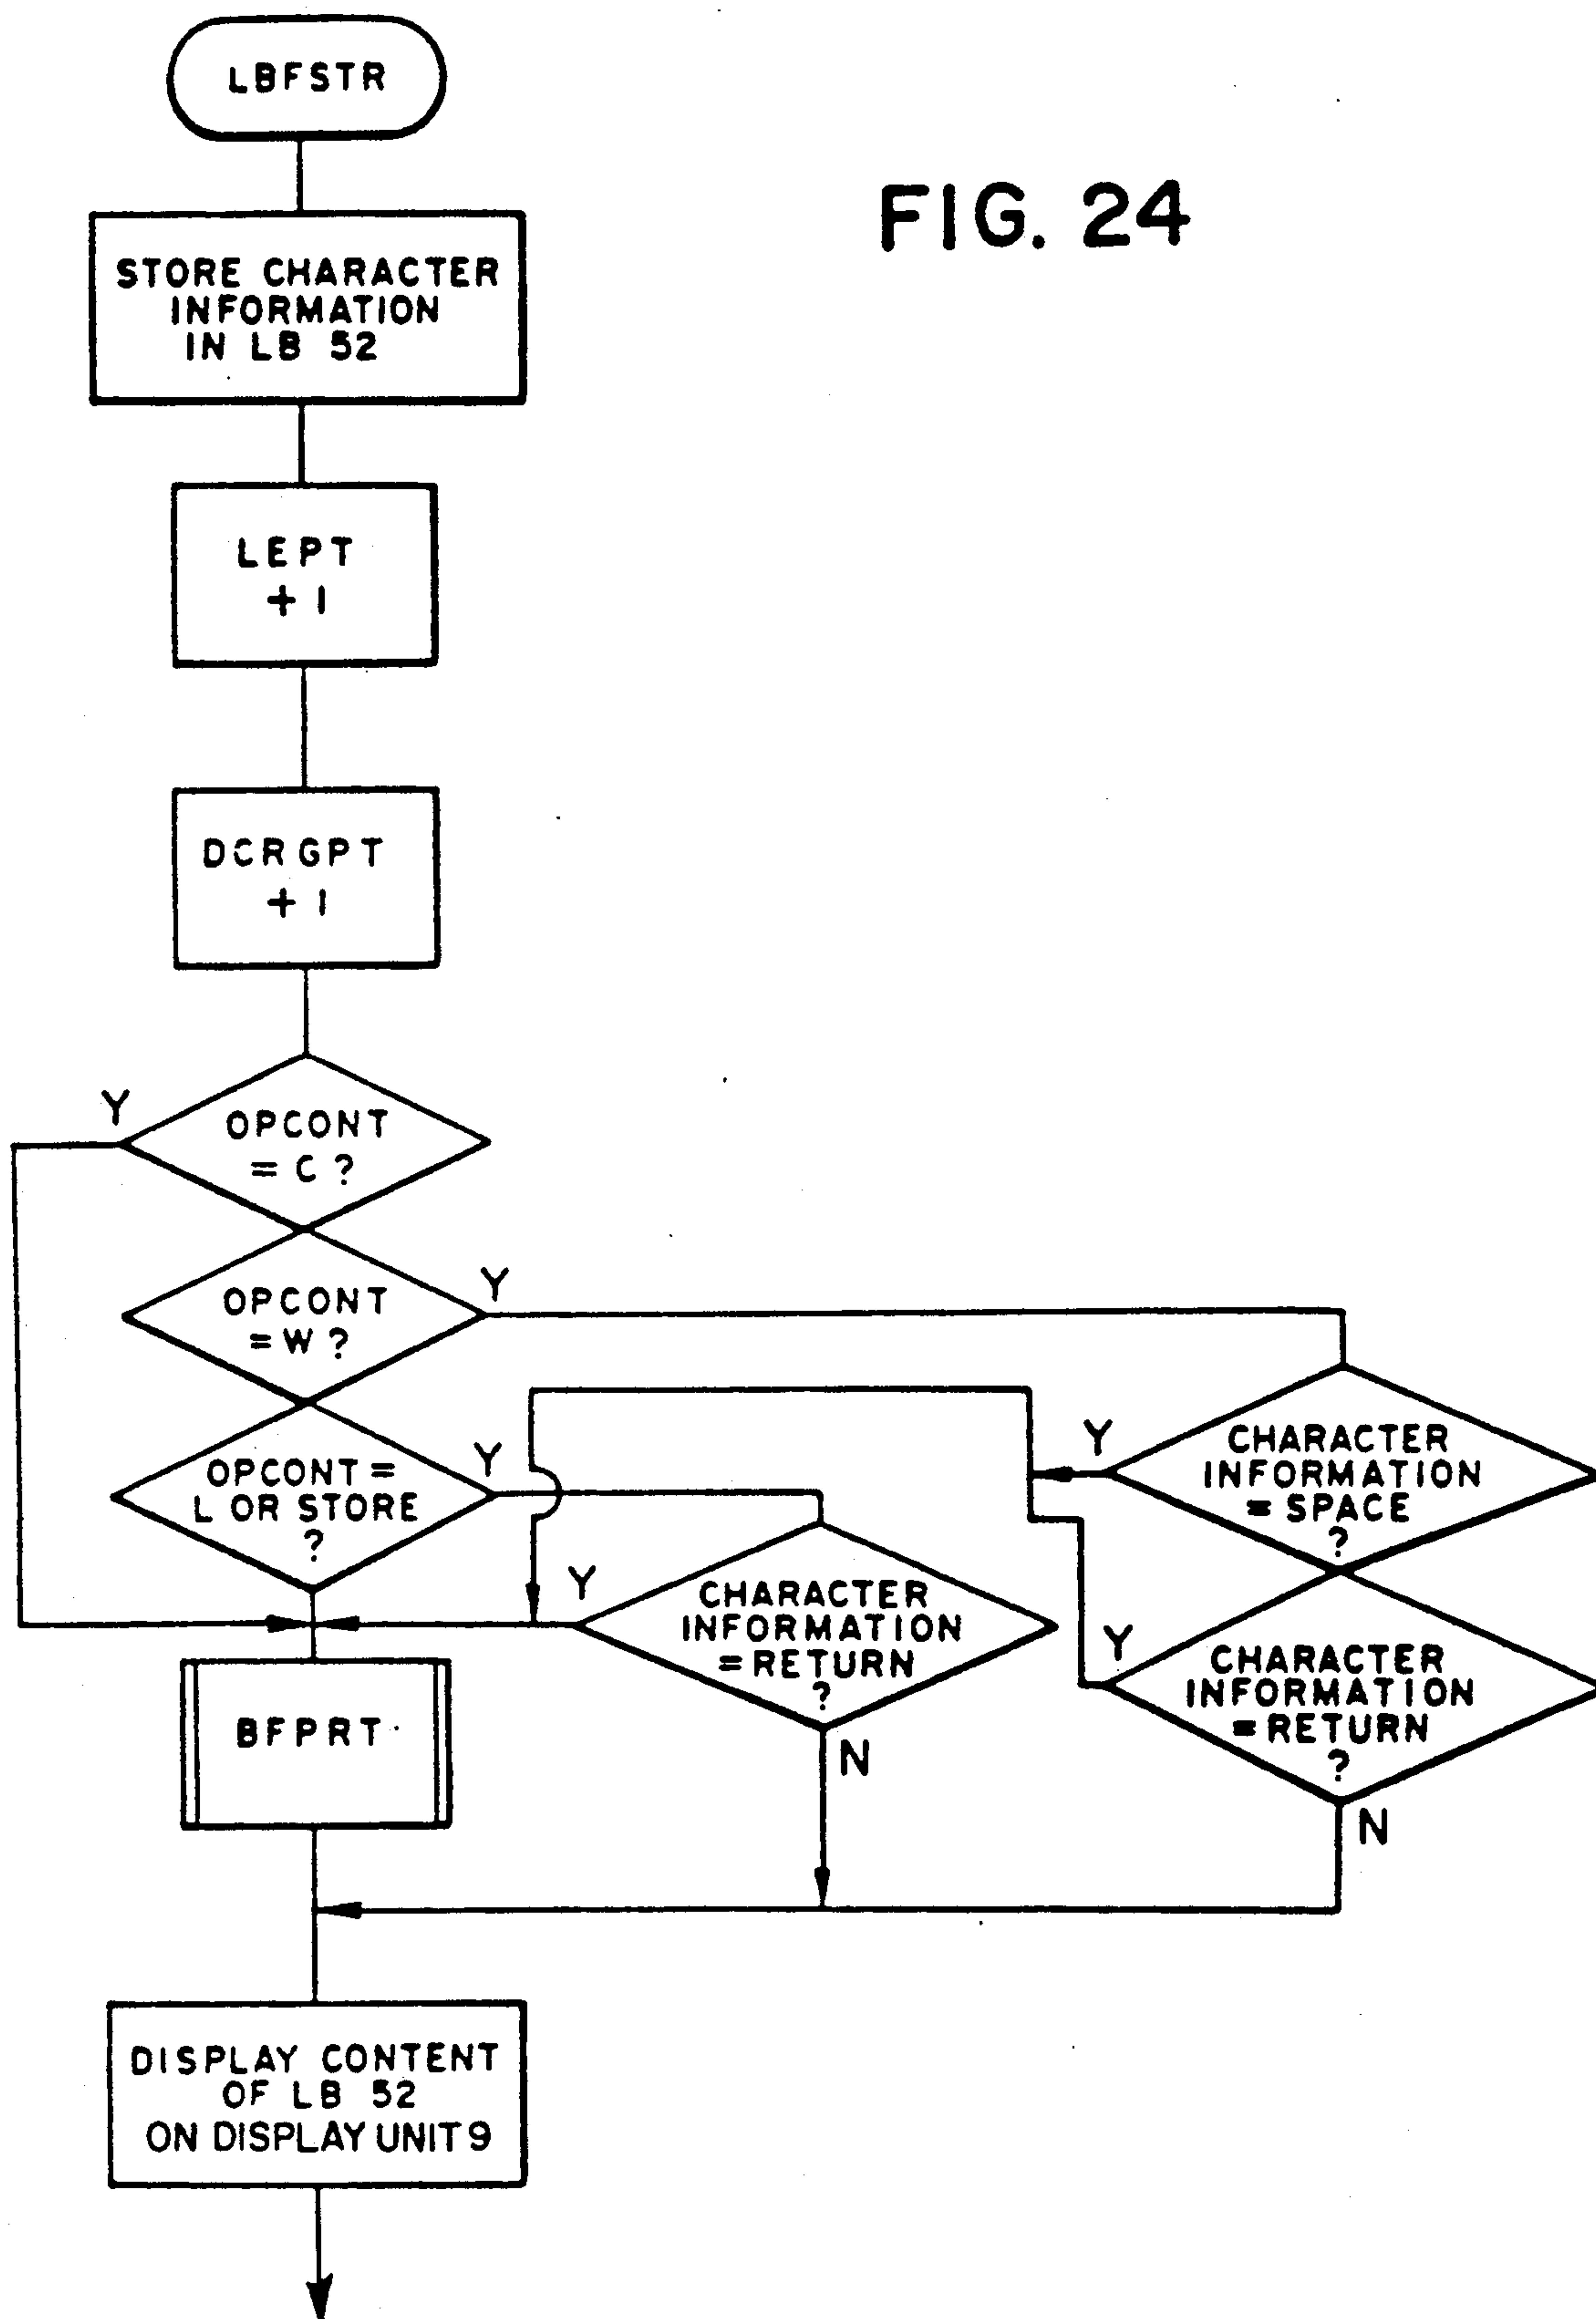 LBFSTR
FIG. 24
STORE CHARACTER
INFORMATION
IN LB 52
LEPT
+ 1
DCRGPT
+ 1
Y
OPCONT
= C ?
Y
OPCONT
= W ?
Y
OPCONT =
L OR STORE
?
Y
CHARACTER
INFORMATION
= SPACE
?
Y
CHARACTER
INFORMATION
= RETURN
?
N
Y
CHARACTER
INFORMATION
= RETURN
?
N
BFPRT
DISPLAY CONTENT
OF LB 52
ON DISPLAY UNIT 9